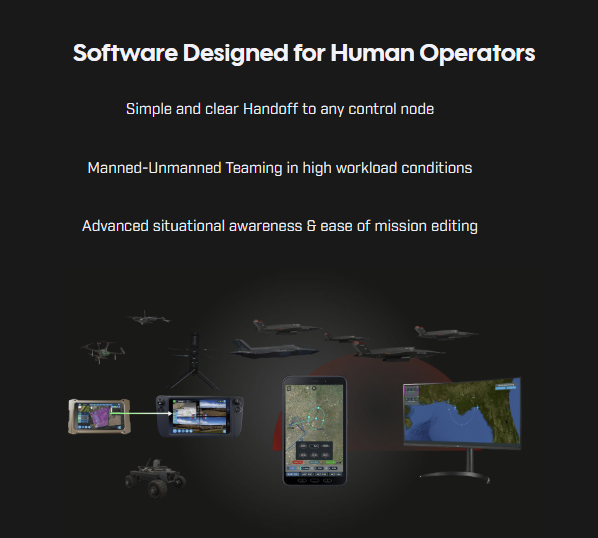 Software Designed for Human Operators
Simple and clear Handoff to any control node
Manned-Unmanned Teaming in high workload conditions
Advanced situational awareness & ease of mission editing